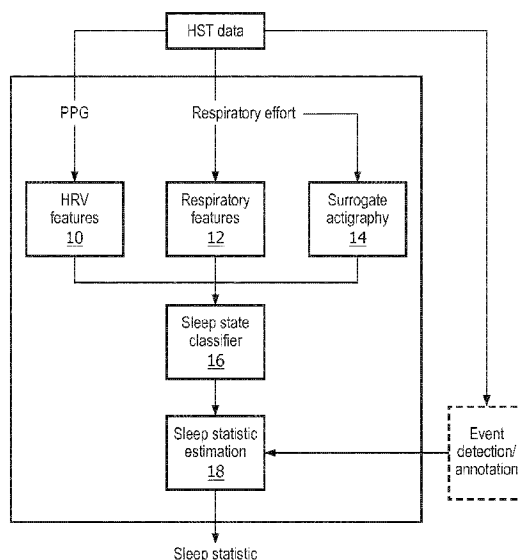 HST data
PPG
Respiratory effort
HRV
features
10
Respiratory
features
12
Surrogate
actigraphy
14
Sleep state
classifier
16
Sleep statistic
estimation
18
Event
detection/
annotation
Sleep statistic